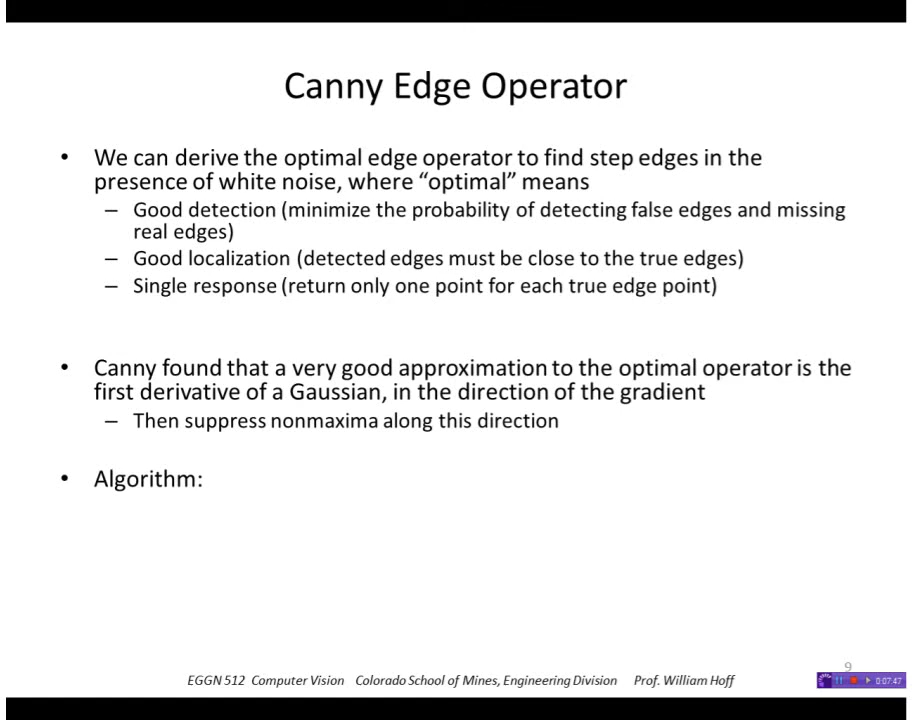 Canny Edge Operator
• We can derive the optimal edge operator to find step edges in the
presence of white noise, where “optimal” means
– Good detection (minimize the probability of detecting false edges and missing
real edges)
– Good localization (detected edges must be close to the true edges)
– Single response (return only one point for each true edge point)
• Canny found that a very good approximation to the optimal operator is the
first derivative of a Gaussian, in the direction of the gradient
– Then suppress nonmaxima along this direction
• Algorithm:
9
EGGN 512 Computer Vision Colorado School of Mines, Engineering Division Prof. William Hoff
0:07:47